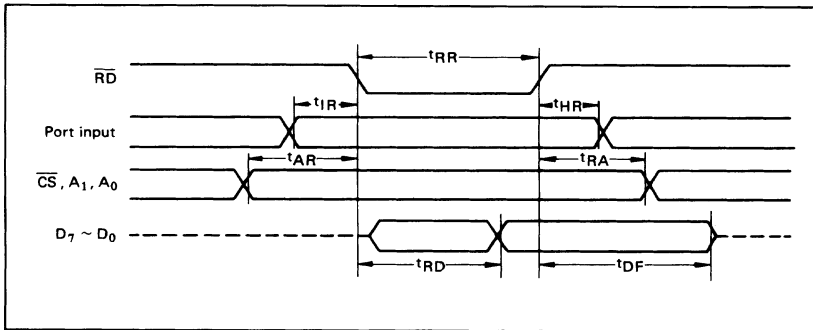 tRR
RD
tIR
tHR
Port input
tAR
tRA
CS, A1, A0
D7 ~ D0
tRD
tDF